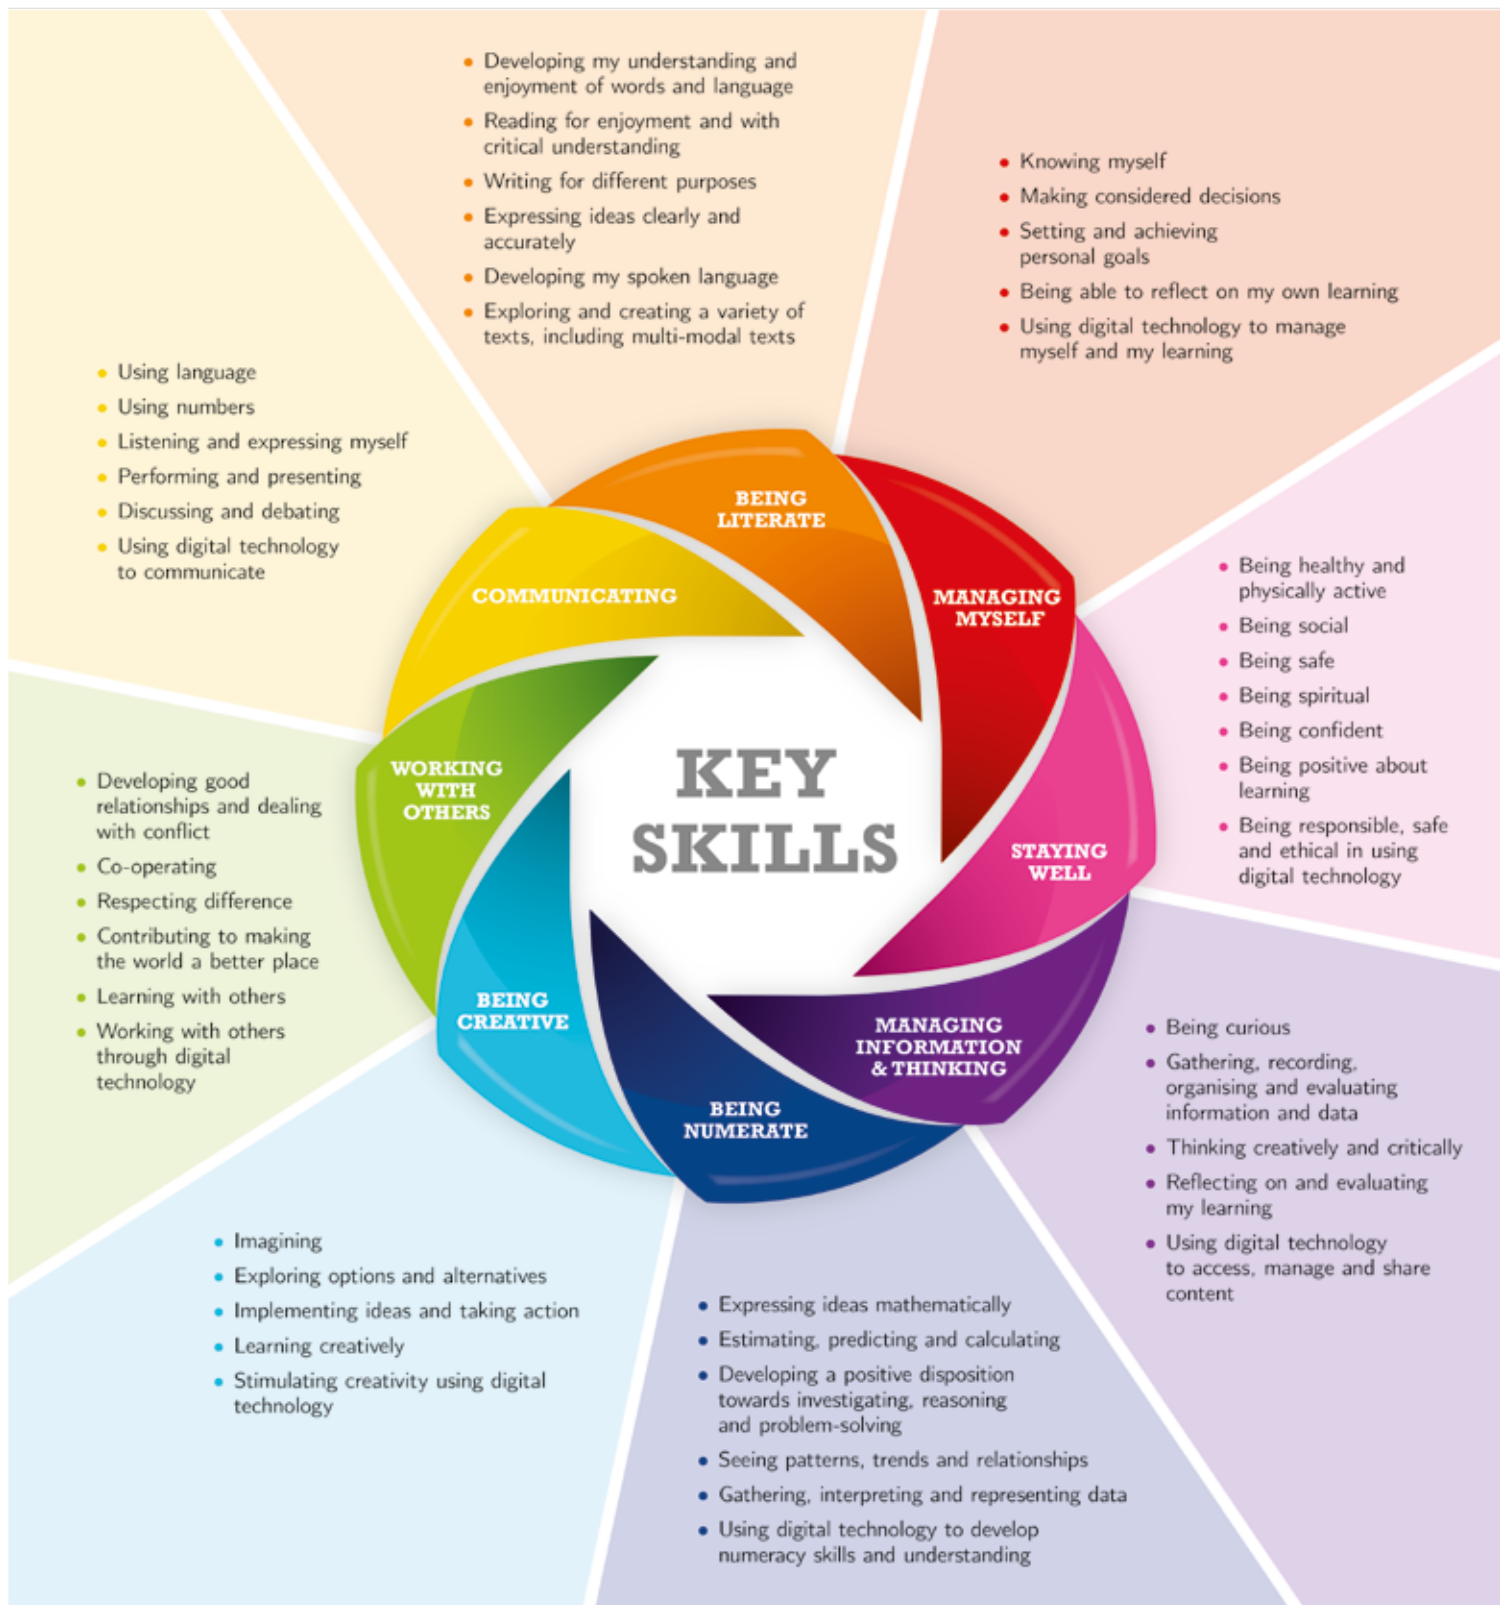 • Developing my understanding and
enjoyment of words and language
• Reading for enjoyment and with
critical understanding
• Writing for different purposes
• Expressing ideas clearly and
accurately
• Developing my spoken language
• Exploring and creating a variety of
texts, including multi-modal texts
• Knowing myself
• Making considered decisions
• Setting and achieving
personal goals
• Being able to reflect on my own learning
• Using digital technology to manage
myself and my learning
• Using language
• Using numbers
• Listening and expressing myself
• Performing and presenting
• Discussing and debating
• Using digital technology
to communicate
BEING
LITERATE
COMMUNICATING
MANAGING
MYSELF
• Being healthy and
physically active
• Being social
• Being safe
• Being spiritual
• Being confident
• Being positive about
learning
• Being responsible, safe
and ethical in using
digital technology
WORKING
WITH
OTHERS
KEY
SKILLS
STAYING
WELL
• Developing good
relationships and dealing
with conflict
• Co-operating
• Respecting difference
• Contributing to making
the world a better place
• Learning with others
• Working with others
through digital
technology
BEING
CREATIVE
MANAGING
INFORMATION
& THINKING
BEING
NUMERATE
• Being curious
• Gathering, recording,
organising and evaluating
information and data
• Thinking creatively and critically
• Reflecting on and evaluating
my learning
• Using digital technology
to access, manage and share
content
• Imagining
• Exploring options and alternatives
• Implementing ideas and taking action
• Learning creatively
• Stimulating creativity using digital
technology
• Expressing ideas mathematically
• Estimating, predicting and calculating
• Developing a positive disposition
towards investigating, reasoning
and problem-solving
• Seeing patterns, trends and relationships
• Gathering, interpreting and representing data
• Using digital technology to develop
numeracy skills and understanding